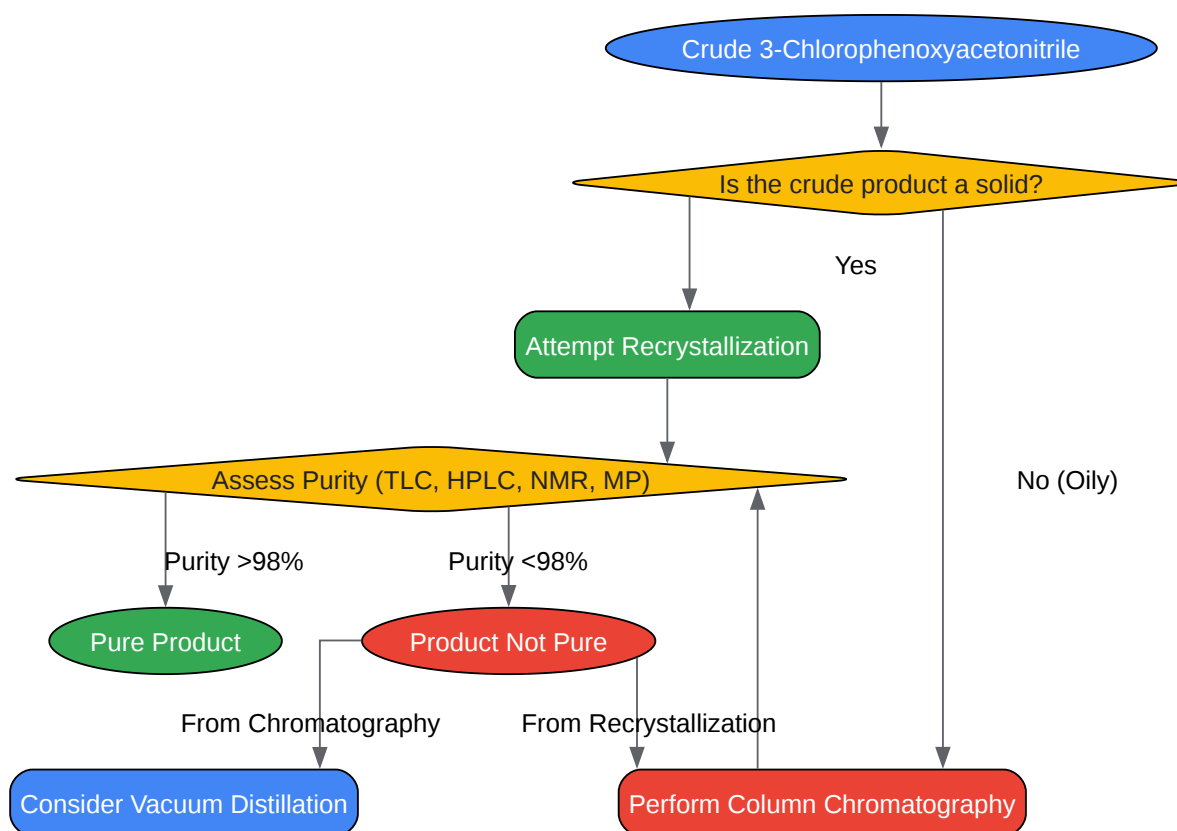 Crude 3-Chlorophenoxyacetonitrile
Is the crude product a solid?
Yes
Attempt Recrystallization
Assess Purity (TLC, HPLC, NMR, MP)
No (Oily)
Purity >98%
Purity <98%
Pure Product
Product Not Pure
From Chromatography
From Recrystallization
Consider Vacuum Distillation
Perform Column Chromatography